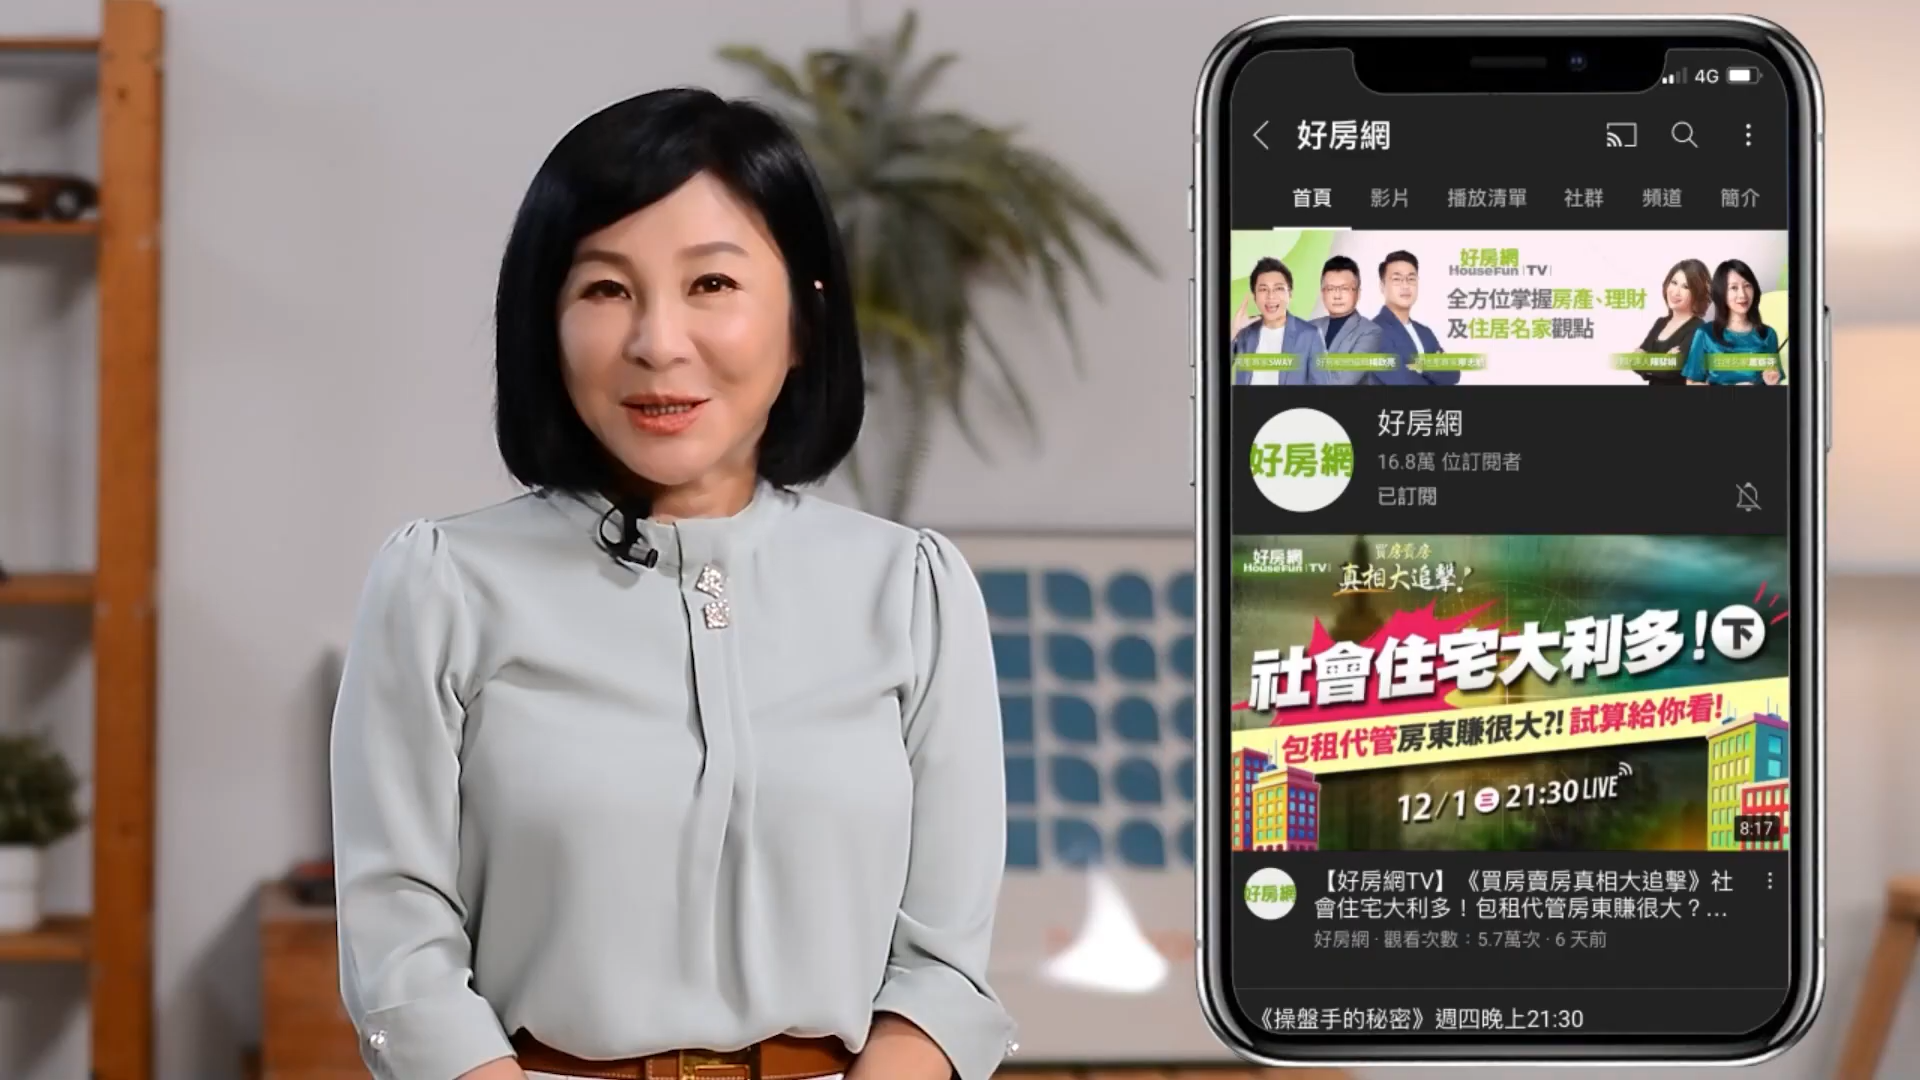 4G
好房網
首頁 影片 播放清單 社群 頻道 簡介
好房網
HouseFun TV
全方位掌握房產、理財
及住居名家觀點
好房網
好房網
16.8萬 位訂閱者
已訂閱
好房網
HouseFun TV
買房賣房
真相大追擊!
社會住宅大利多!下
包租代管房東賺很大?!試算給你看!
12/1 三 21:30 LIVE
8:17
好房網
【好房網TV】《買房賣房真相大追擊》社
會住宅大利多！包租代管房東賺很大？...
好房網 · 觀看次數：5.7萬次 · 6 天前
《操盤手的秘密》週四晚上21:30